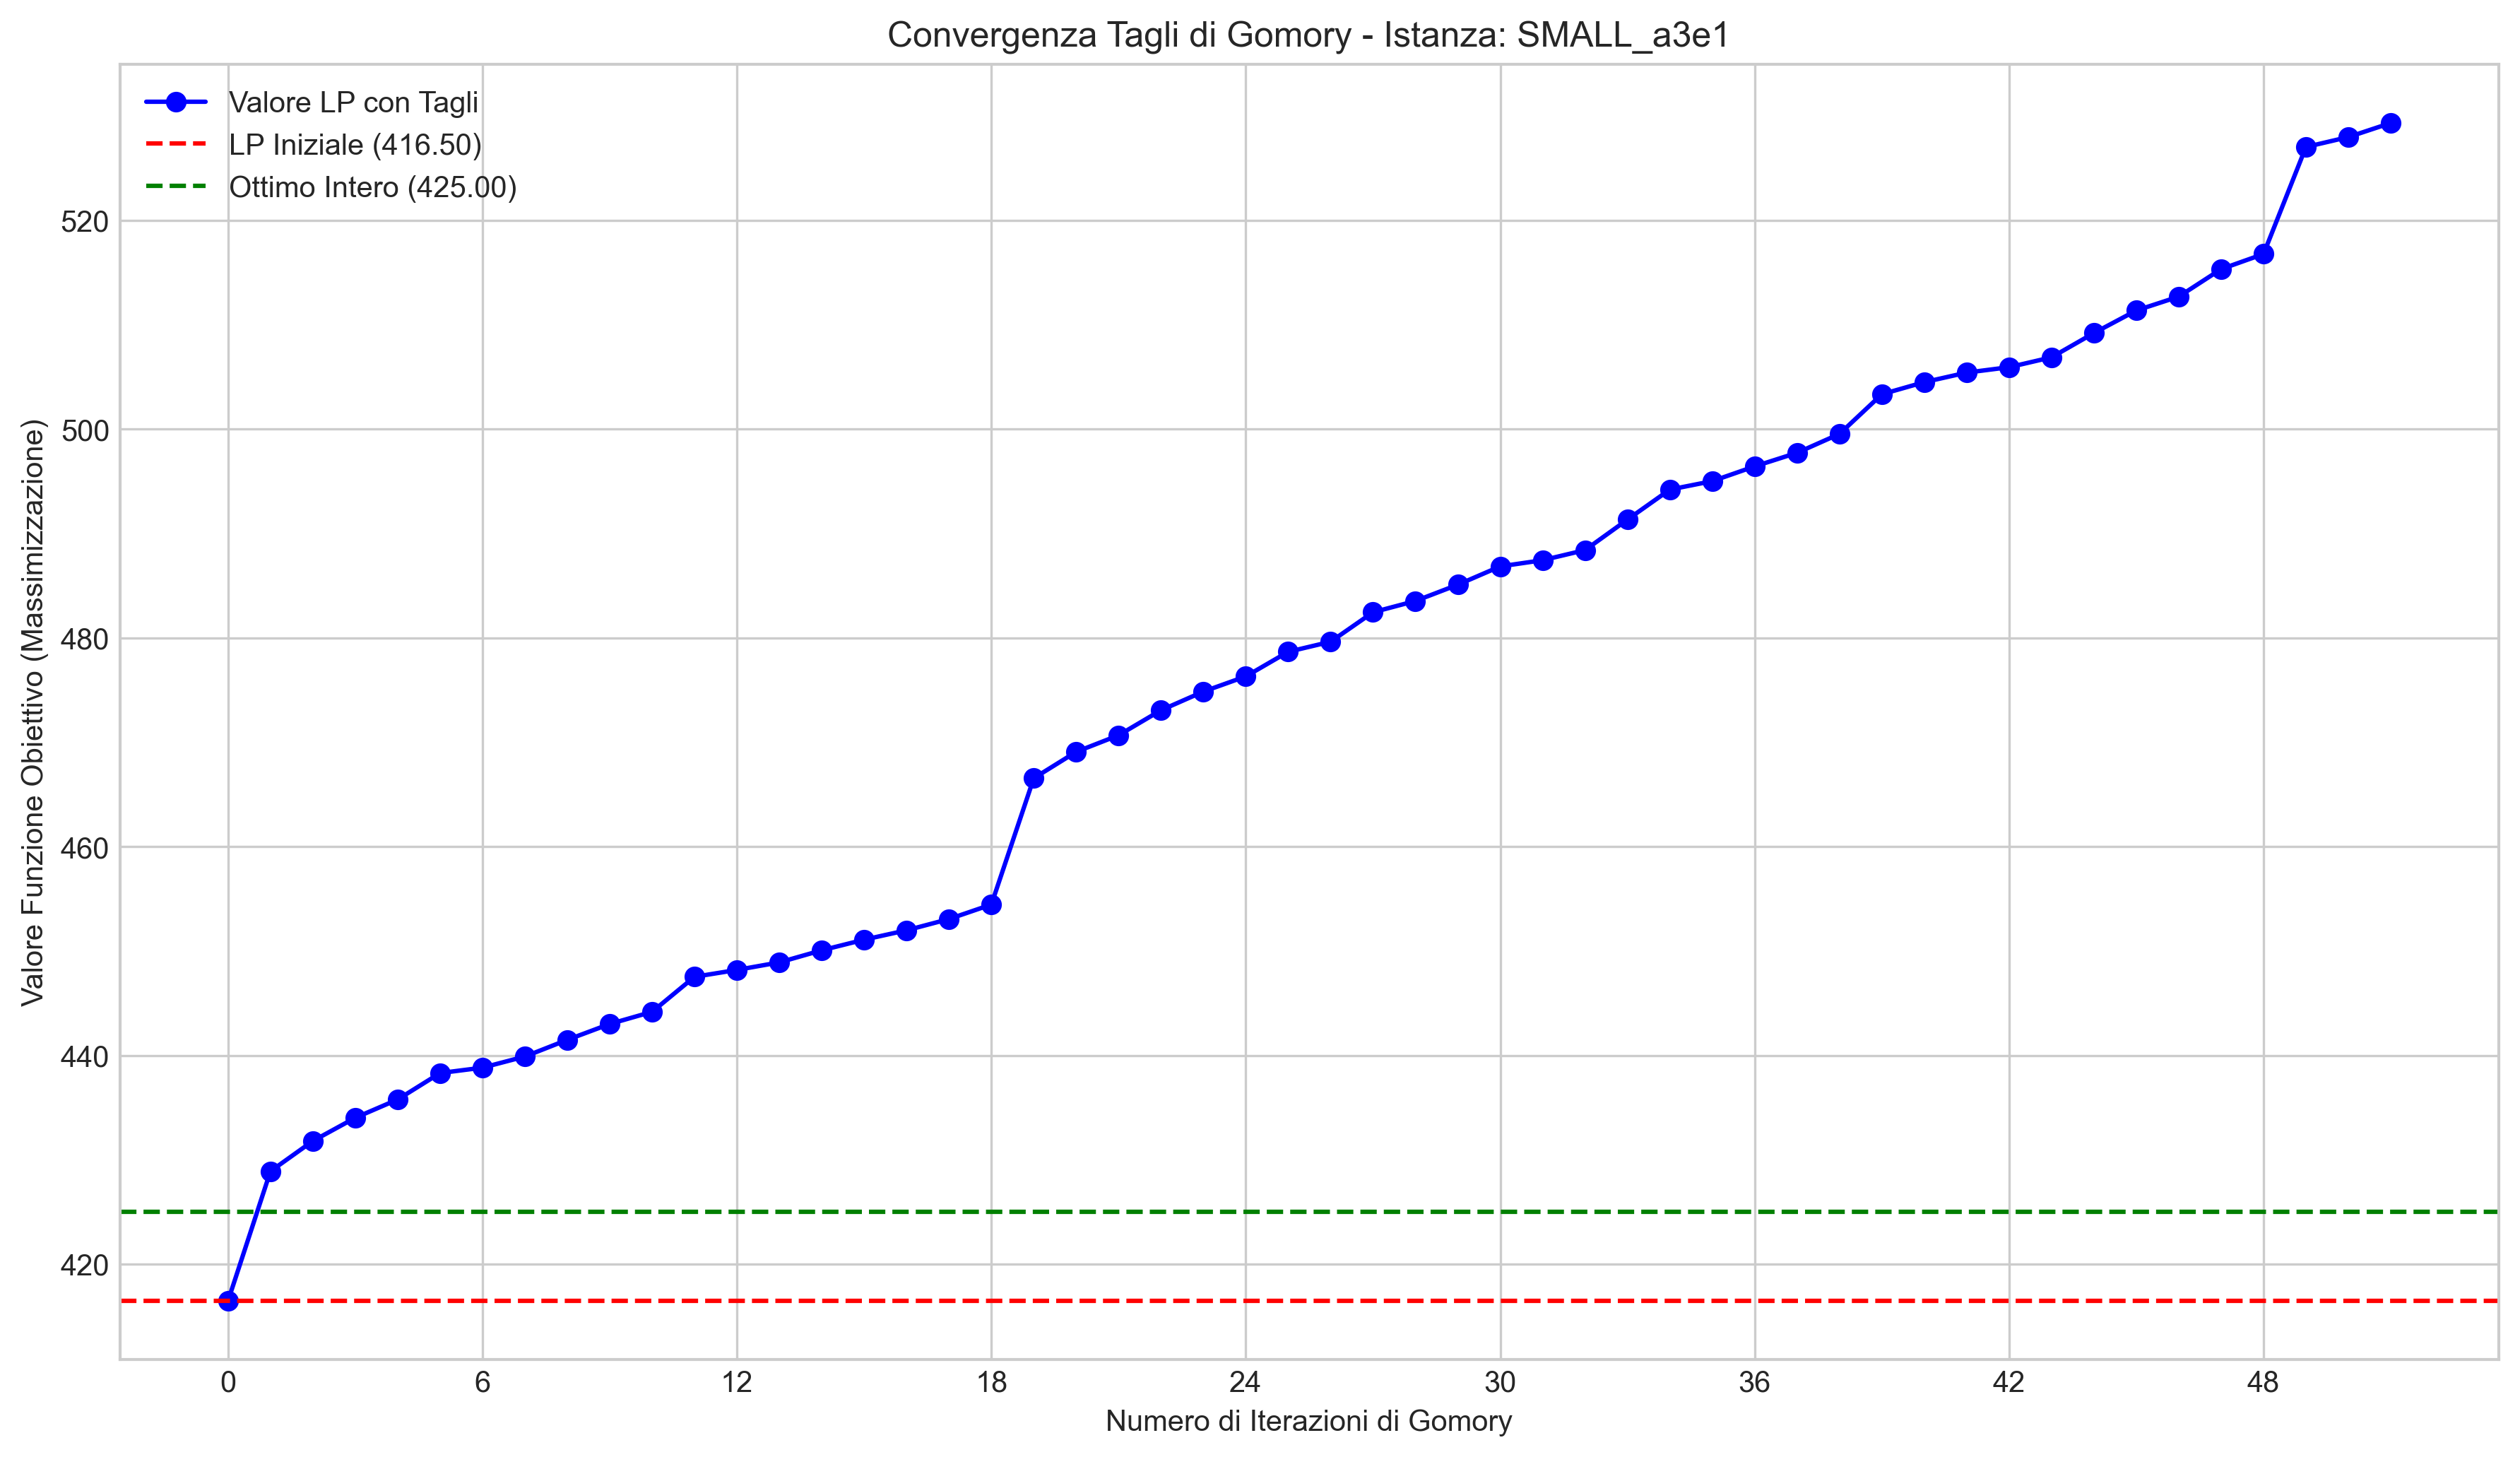 Convergenza Tagli di Gomory - Istanza: SMALL_a3e1
Valore LP con Tagli
LP Iniziale (416.50)
Ottimo Intero (425.00)
Valore Funzione Obiettivo (Massimizzazione)
520
500
480
460
440
420
0 6 12 18 24 30 36 42 48
Numero di Iterazioni di Gomory